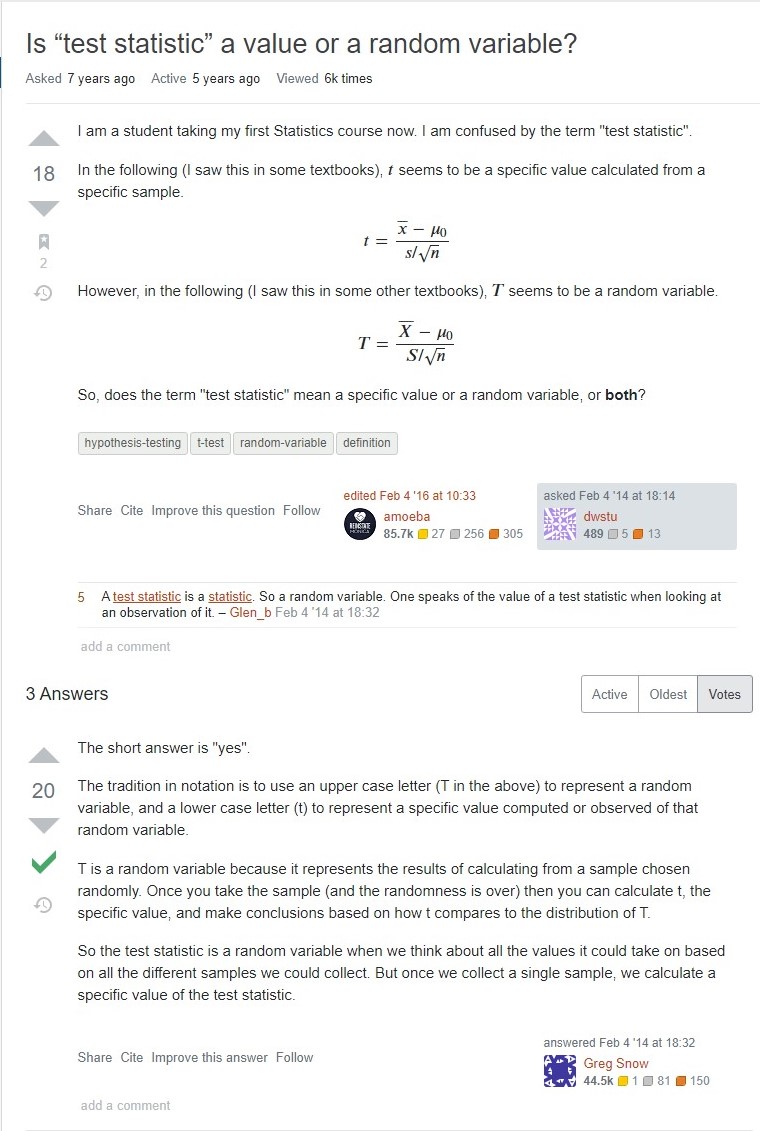 Is “test statistic” a value or a random variable?
Asked 7 years ago Active 5 years ago Viewed 6k times
I am a student taking my first Statistics course now. I am confused by the term "test statistic".
18
In the following (I saw this in some textbooks), t seems to be a specific value calculated from a
specific sample.
2
t = (x̅ − μ₀) / (s/√n)
However, in the following (I saw this in some other textbooks), T seems to be a random variable.
T = (X̅ − μ₀) / (S/√n)
So, does the term "test statistic" mean a specific value or a random variable, or both?
hypothesis-testing t-test random-variable definition
Share Cite Improve this question Follow
edited Feb 4 '16 at 10:33
REINSTATE
MONICA
amoeba
85.7k 27 256 305
asked Feb 4 '14 at 18:14
dwstu
489 5 13
5 A test statistic is a statistic. So a random variable. One speaks of the value of a test statistic when looking at
an observation of it. – Glen_b Feb 4 '14 at 18:32
add a comment
3 Answers
Active Oldest Votes
The short answer is "yes".
20
The tradition in notation is to use an upper case letter (T in the above) to represent a random
variable, and a lower case letter (t) to represent a specific value computed or observed of that
random variable.
T is a random variable because it represents the results of calculating from a sample chosen
randomly. Once you take the sample (and the randomness is over) then you can calculate t, the
specific value, and make conclusions based on how t compares to the distribution of T.
So the test statistic is a random variable when we think about all the values it could take on based
on all the different samples we could collect. But once we collect a single sample, we calculate a
specific value of the test statistic.
Share Cite Improve this answer Follow
answered Feb 4 '14 at 18:32
Greg Snow
44.5k 1 81 150
add a comment